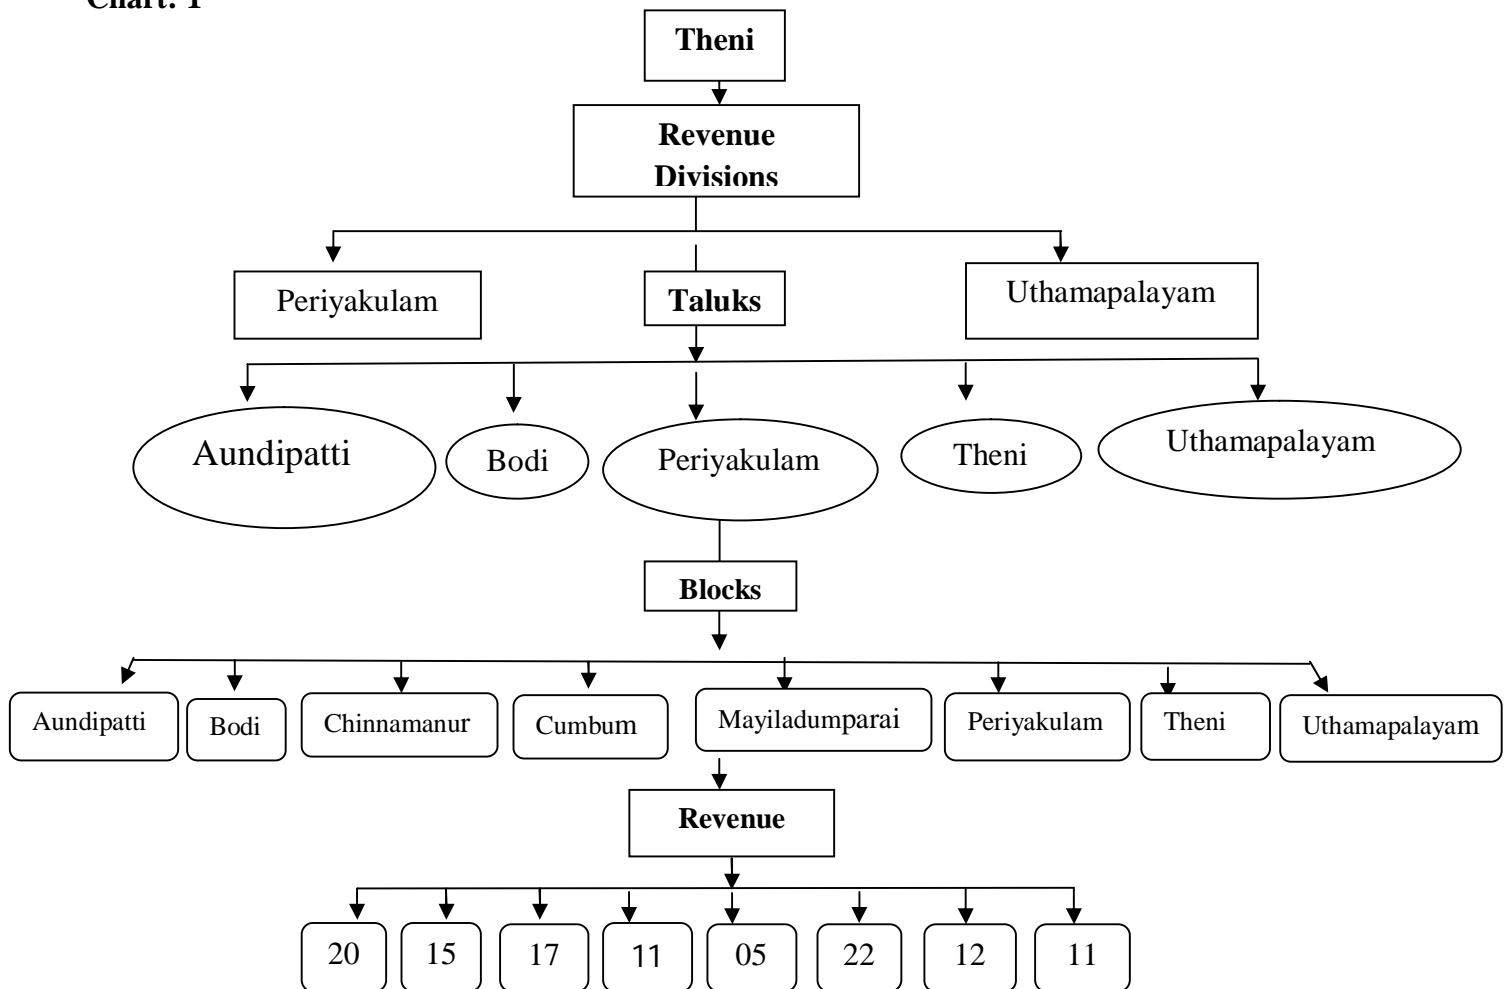 Chart: 1
Theni
Revenue
Divisions
Periyakulam
Taluks
Uthamapalayam
Aundipatti
Bodi
Periyakulam
Theni
Uthamapalayam
Blocks
Aundipatti
Bodi
Chinnamanur
Cumbum
Mayiladumparai
Periyakulam
Theni
Uthamapalayam
Revenue
20
15
17
11
05
22
12
11